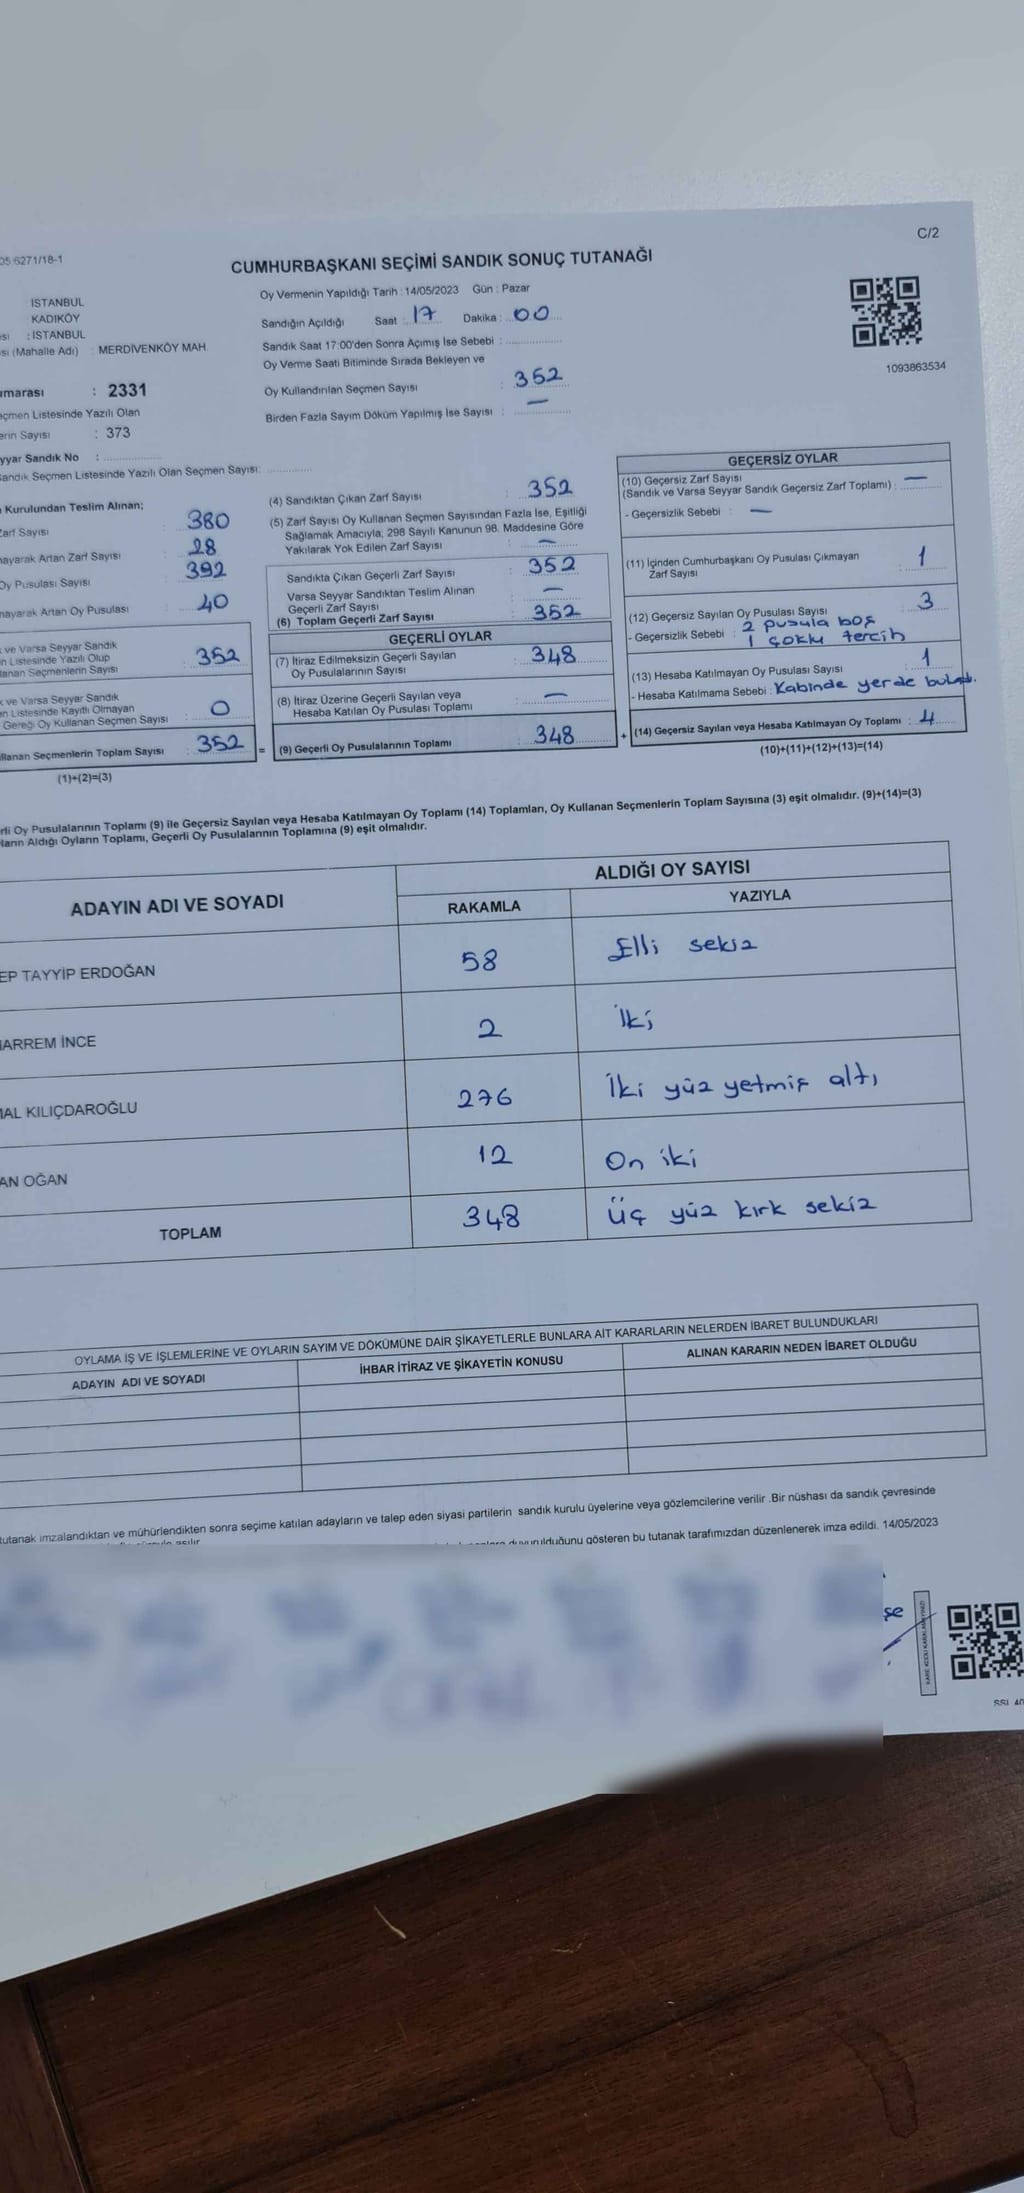 05 6271/18-1
C/2
CUMHURBAŞKANI SEÇİMİ SANDIK SONUÇ TUTANAĞI
İSTANBUL
KADIKÖY
: İSTANBUL
(Mahalle Adı) : MERDİVENKÖY MAH.
: 2331
Listesinde Yazılı Olan
Sayısı : 373
Sandık No :
Sandık Seçmen Listesinde Yazılı Olan Seçmen Sayısı:
Oy Vermenin Yapıldığı Tarih : 14/05/2023 Gün : Pazar
Sandığın Açıldığı Saat : 17 Dakika : 00
Sandık Saat 17:00'den Sonra Açımış İse Sebebi :
Oy Verme Saati Bitiminde Sırada Bekleyen ve
Oy Kullandırılan Seçmen Sayısı : 352
Birden Fazla Sayım Döküm Yapılmış İse Sayısı : —
1093863534
Kurulundan Teslim Alınan;
Zarf Sayısı : 380
Artan Zarf Sayısı : 28
Oy Pusulası Sayısı : 392
Artan Oy Pusulası : 40
ve Varsa Seyyar Sandık
Listesinde Yazılı Olup
Seçmenlerin Sayısı : 352
ve Varsa Seyyar Sandık
Listesinde Kayıtlı Olmayan
Gereği Oy Kullanan Seçmen Sayısı : 0
Seçmenlerin Toplam Sayısı : 352
(1)+(2)=(3)
(4) Sandıktan Çıkan Zarf Sayısı : 352
(5) Zarf Sayısı Oy Kullanan Seçmen Sayısından Fazla İse, Eşitliği
Sağlamak Amacıyla, 298 Sayılı Kanunun 98. Maddesine Göre
Yakılarak Yok Edilen Zarf Sayısı : —
Sandıkta Çıkan Geçerli Zarf Sayısı : 352
Varsa Seyyar Sandıktan Teslim Alınan
Geçerli Zarf Sayısı : —
(6) Toplam Geçerli Zarf Sayısı : 352
GEÇERLİ OYLAR
(7) İtiraz Edilmeksizin Geçerli Sayılan
Oy Pusulalarının Sayısı : 348
(8) İtiraz Üzerine Geçerli Sayılan veya
Hesaba Katılan Oy Pusulası Toplamı : —
= (9) Geçerli Oy Pusulalarının Toplamı : 348
GEÇERSİZ OYLAR
(10) Geçersiz Zarf Sayısı
(Sandık ve Varsa Seyyar Sandık Geçersiz Zarf Toplamı) : —
- Geçersizlik Sebebi : —
(11) İçinden Cumhurbaşkanı Oy Pusulası Çıkmayan
Zarf Sayısı : 1
(12) Geçersiz Sayılan Oy Pusulası Sayısı : 3
- Geçersizlik Sebebi : 2 pusula boş
1 çoklu tercih
(13) Hesaba Katılmayan Oy Pusulası Sayısı : 1
- Hesaba Katılmama Sebebi : Kabinde yerde
+ (14) Geçersiz Sayılan veya Hesaba Katılmayan Oy Toplamı : 4
(10)+(11)+(12)+(13)=(14)
Oy Pusulalarının Toplamı (9) ile Geçersiz Sayılan veya Hesaba Katılmayan Oy Toplamı (14) Toplamları, Oy Kullanan Seçmenlerin Toplam Sayısına (3) eşit olmalıdır. (9)+(14)=(3)
Aldığı Oyların Toplamı, Geçerli Oy Pusulalarının Toplamına (9) eşit olmalıdır.
ADAYIN ADI VE SOYADI
ALDIĞI OY SAYISI
RAKAMLA YAZIYLA
EP TAYYİP ERDOĞAN 58 Elli sekiz
ARREM İNCE 2 İki
AL KILIÇDAROĞLU 276 İki yüz yetmiş altı
AN OĞAN 12 On iki
TOPLAM 348 Üç yüz kırk sekiz
OYLAMA İŞ VE İŞLEMLERİNE VE OYLARIN SAYIM VE DÖKÜMÜNE DAİR ŞİKAYETLERLE BUNLARA AİT KARARLARIN NELERDEN İBARET BULUNDUKLARI
ADAYIN ADI VE SOYADI İHBAR İTİRAZ VE ŞİKAYETİN KONUSU ALINAN KARARIN NEDEN İBARET OLDUĞU
tutanak imzalandıktan ve mühürlendikten sonra seçime katılan adayların ve talep eden siyasi partilerin sandık kurulu üyelerine veya gözlemcilerine verilir .Bir nüshası da sandık çevresinde
duyurulduğunu gösteren bu tutanak tarafımızdan düzenlenerek imza edildi. 14/05/2023
şe